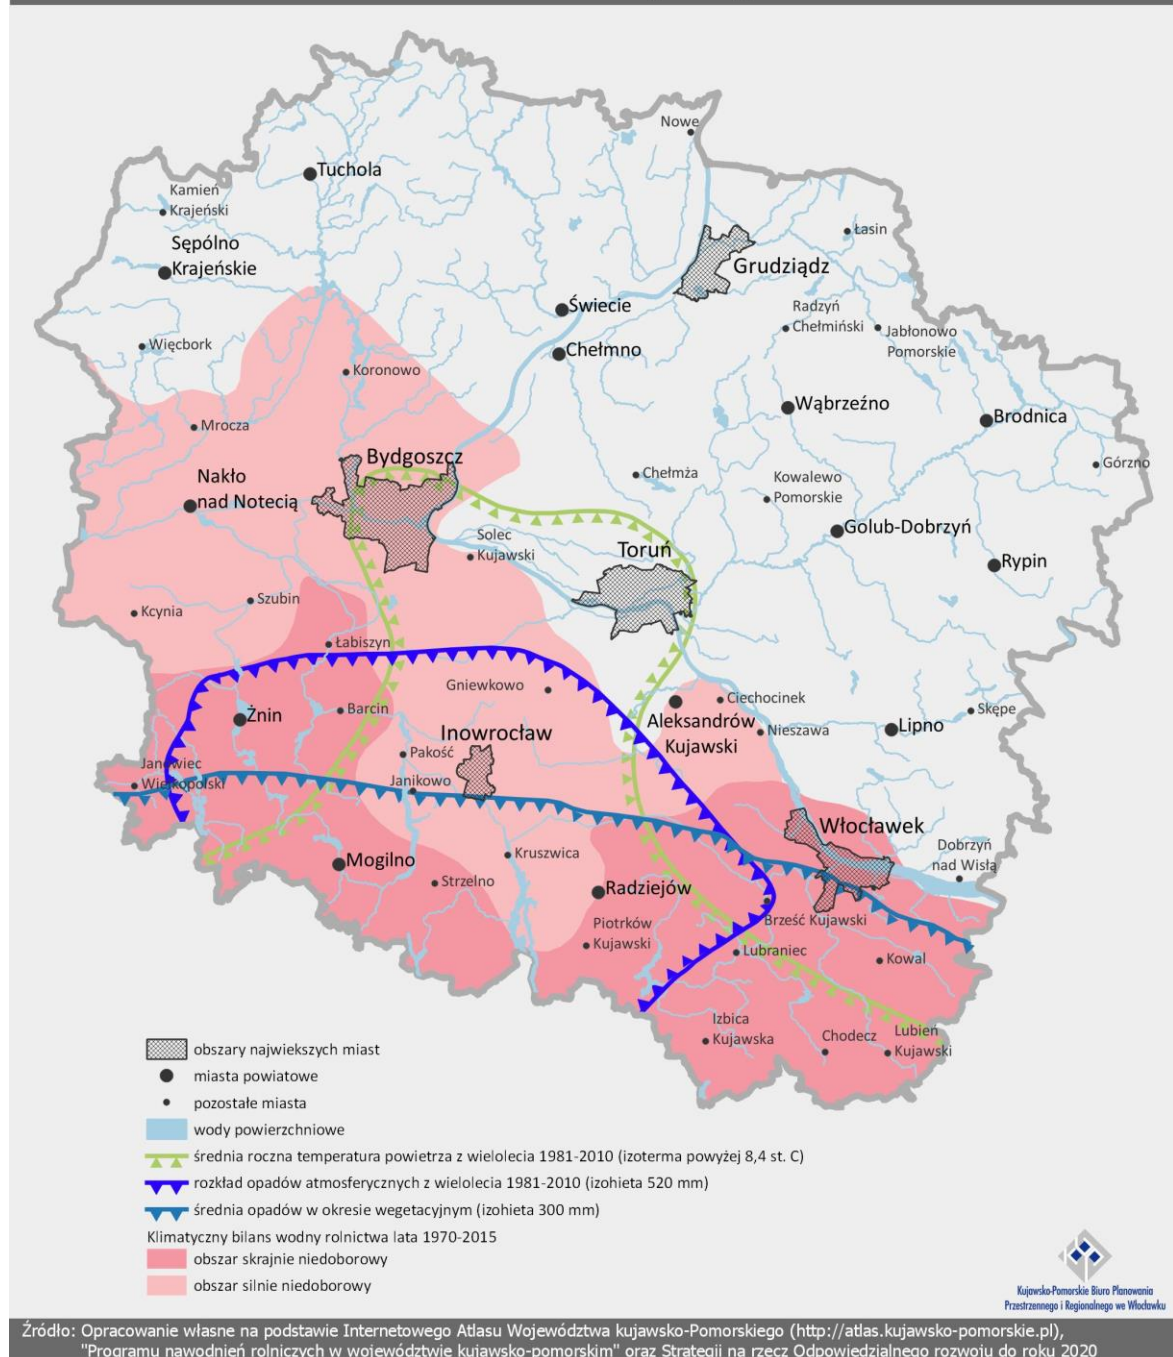 Nowe
Tuchola
Kamień
Krajeński
Łasin
Sępólno
Krajeńskie
Grudziądz
Świecie
Radzyń
Chełmiński
Jabłonowo
Pomorskie
Więcbork
Chełmno
Koronowo
Wąbrzeźno
Brodnica
Mrocza
Bydgoszcz
Górzno
Nakło
nad Notecią
Chełmża
Kowalewo
Pomorskie
Golub-Dobrzyń
Solec
Kujawski
Toruń
Rypin
Szubin
Kcynia
Łabiszyn
Gniewkowo
Ciechocinek
Barcin
Żnin
Aleksandrów
Kujawski
Nieszawa
Lipno
Skępe
Inowrocław
Pakość
Janowiec
Wielkopolski
Janikowo
Włocławek
Dobrzyń
nad Wisłą
Kruszwica
Mogilno
Strzelno
Radziejów
Brześć Kujawski
Piotrków
Kujawski
Lubraniec
Kowal
Izbica
Kujawska
Chodecz
Lubień
Kujawski
obszary najwiekszych miast
miasta powiatowe
pozostałe miasta
wody powierzchniowe
średnia roczna temperatura powietrza z wielolecia 1981-2010 (izoterma powyżej 8,4 st. C)
rozkład opadów atmosferycznych z wielolecia 1981-2010 (izohieta 520 mm)
średnia opadów w okresie wegetacyjnym (izohieta 300 mm)
Klimatyczny bilans wodny rolnictwa lata 1970-2015
obszar skrajnie niedoborowy
obszar silnie niedoborowy
Kujawsko-Pomorskie Biuro Planowania
Przestrzennego i Regionalnego we Włocławku
Źródło: Opracowanie własne na podstawie Internetowego Atlasu Województwa kujawsko-Pomorskiego (http://atlas.kujawsko-pomorskie.pl),
"Programu nawodnień rolniczych w województwie kujawsko-pomorskim" oraz Strategii na rzecz Odpowiedzialnego rozwoju do roku 2020